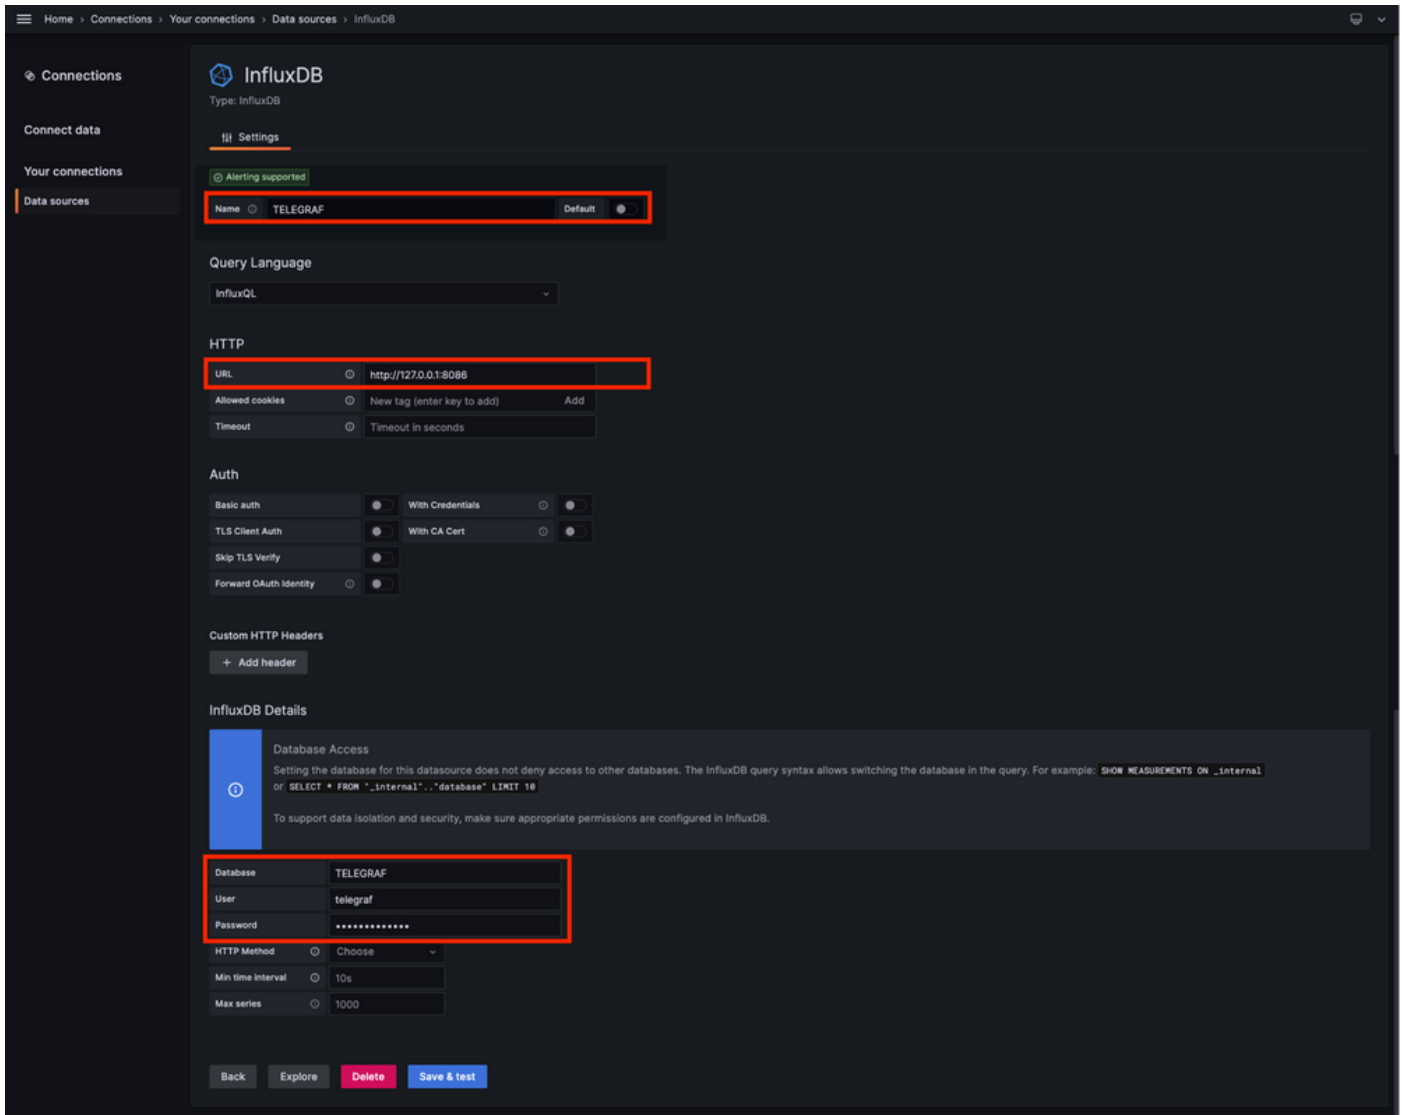 Home › Connections › Your connections › Data sources › InfluxDB
Connections
Connect data
Your connections
Data sources
InfluxDB
Type: InfluxDB
Settings
Alerting supported
Name TELEGRAF Default
Query Language
InfluxQL
HTTP
URL http://127.0.0.1:8086
Allowed cookies New tag (enter key to add) Add
Timeout Timeout in seconds
Auth
Basic auth With Credentials
TLS Client Auth With CA Cert
Skip TLS Verify
Forward OAuth Identity
Custom HTTP Headers
+ Add header
InfluxDB Details
Database Access
Setting the database for this datasource does not deny access to other databases. The InfluxDB query syntax allows switching the database in the query. For example: SHOW MEASUREMENTS ON _internal
or SELECT * FROM "_internal".."database" LIMIT 10
To support data isolation and security, make sure appropriate permissions are configured in InfluxDB.
Database TELEGRAF
User telegraf
Password •••••••••••••
HTTP Method Choose
Min time interval 10s
Max series 1000
Back Explore Delete Save & test